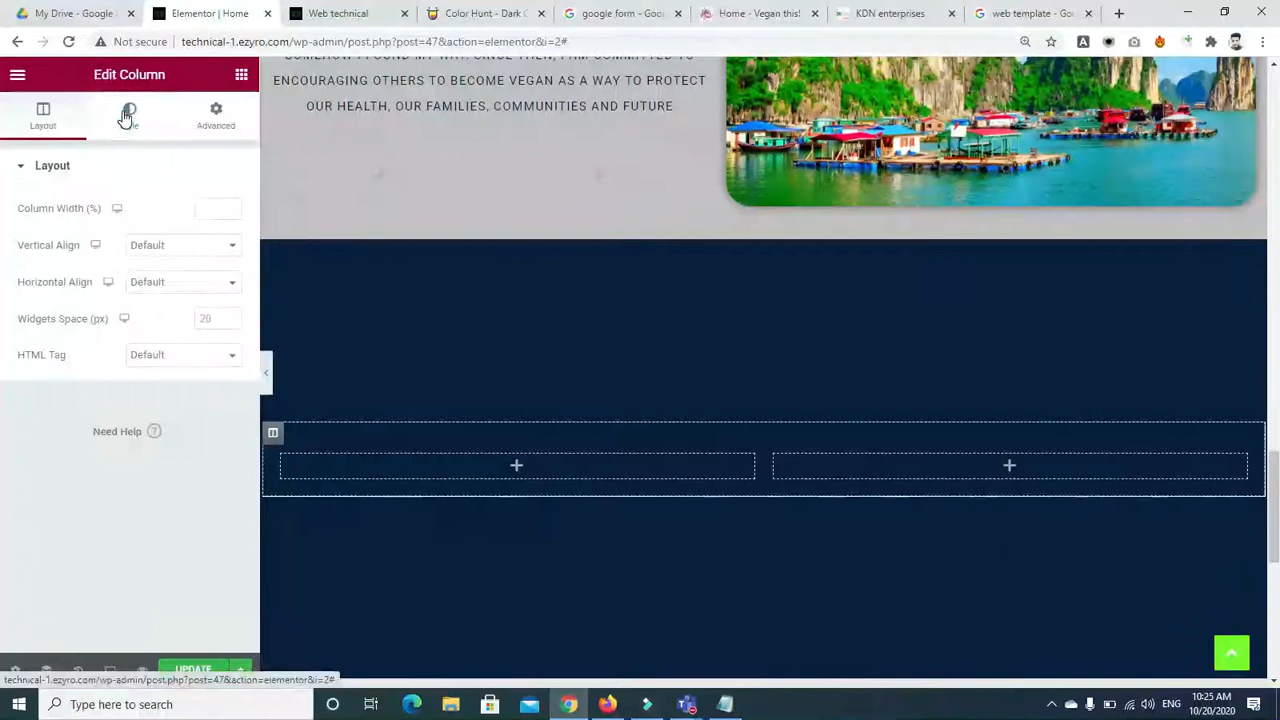 My Drive - Google
Elementor | Home
Web technical
Color Hunt - Dark C
google form - Goog
Home - Vegan this!
KDN enterprises
web template - Goo
Not secure
technical-1.ezyro.com/wp-admin/post.php?post=47&action=elementor&i=2#
Edit Column
Layout
Advanced
Layout
Column Width (%)
Vertical Align
Default
Horizontal Align
Default
Widgets Space (px)
20
HTML Tag
Default
Need Help
UPDATE
technical-1.ezyro.com/wp-admin/post.php?post=47&action=elementor&i=2#
ENCOURAGING OTHERS TO BECOME VEGAN AS A WAY TO PROTECT
OUR HEALTH, OUR FAMILIES, COMMUNITIES AND FUTURE
Type here to search
10:25 AM
10/20/2020